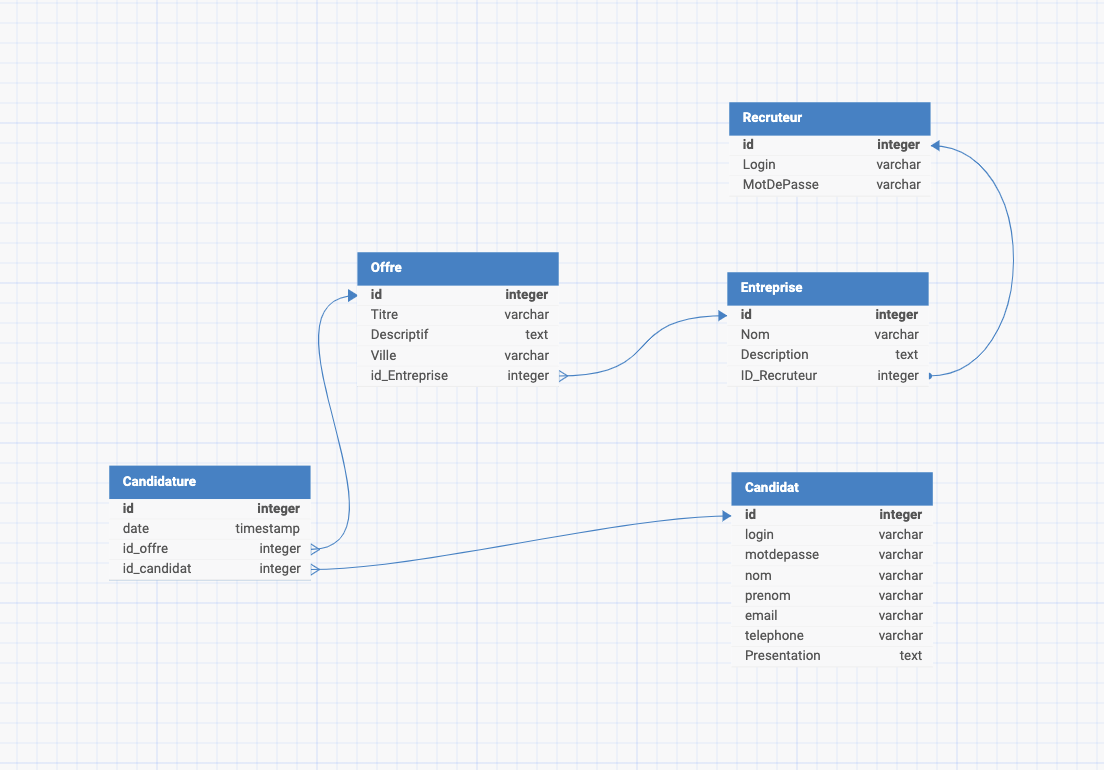 Recruteur
id integer
Login varchar
MotDePasse varchar
Offre
id integer
Titre varchar
Descriptif text
Ville varchar
id_Entreprise integer
Entreprise
id integer
Nom varchar
Description text
ID_Recruteur integer
Candidature
id integer
date timestamp
id_offre integer
id_candidat integer
Candidat
id integer
login varchar
motdepasse varchar
nom varchar
prenom varchar
email varchar
telephone varchar
Presentation text